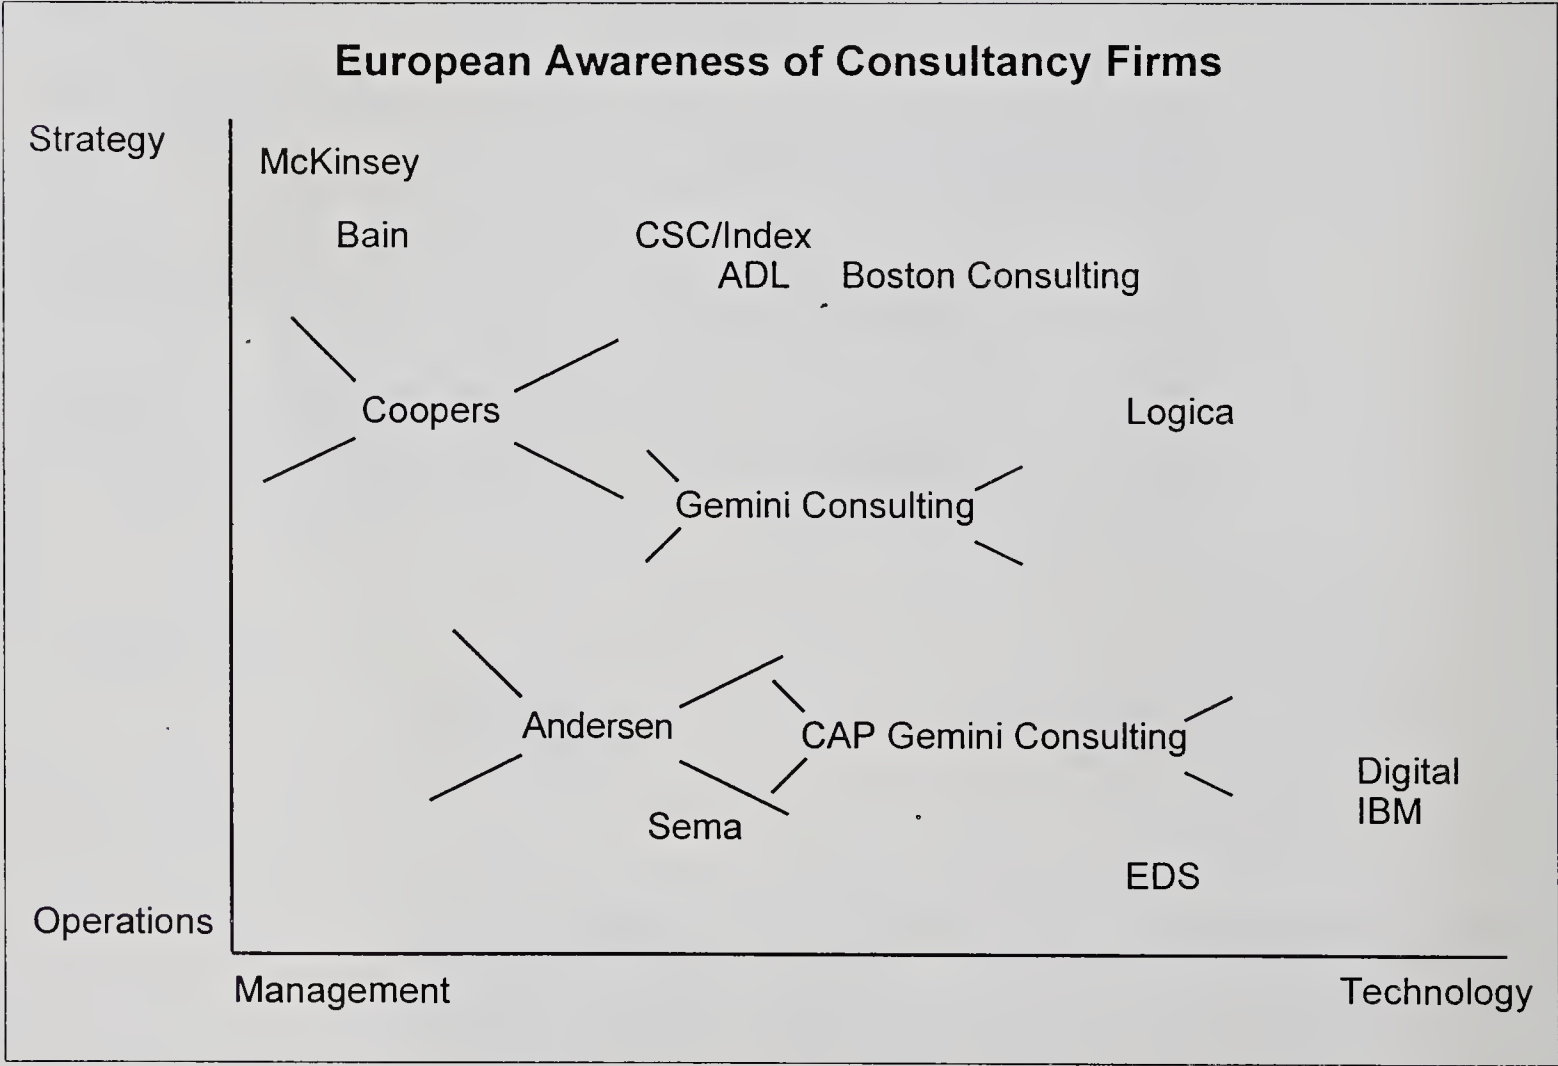 European Awareness of Consultancy Firms
Strategy
McKinsey
Bain
CSC/Index
ADL
Boston Consulting
Coopers
Logica
Gemini Consulting
Andersen
CAP Gemini Consulting
Digital
IBM
Sema
EDS
Operations
Management
Technology